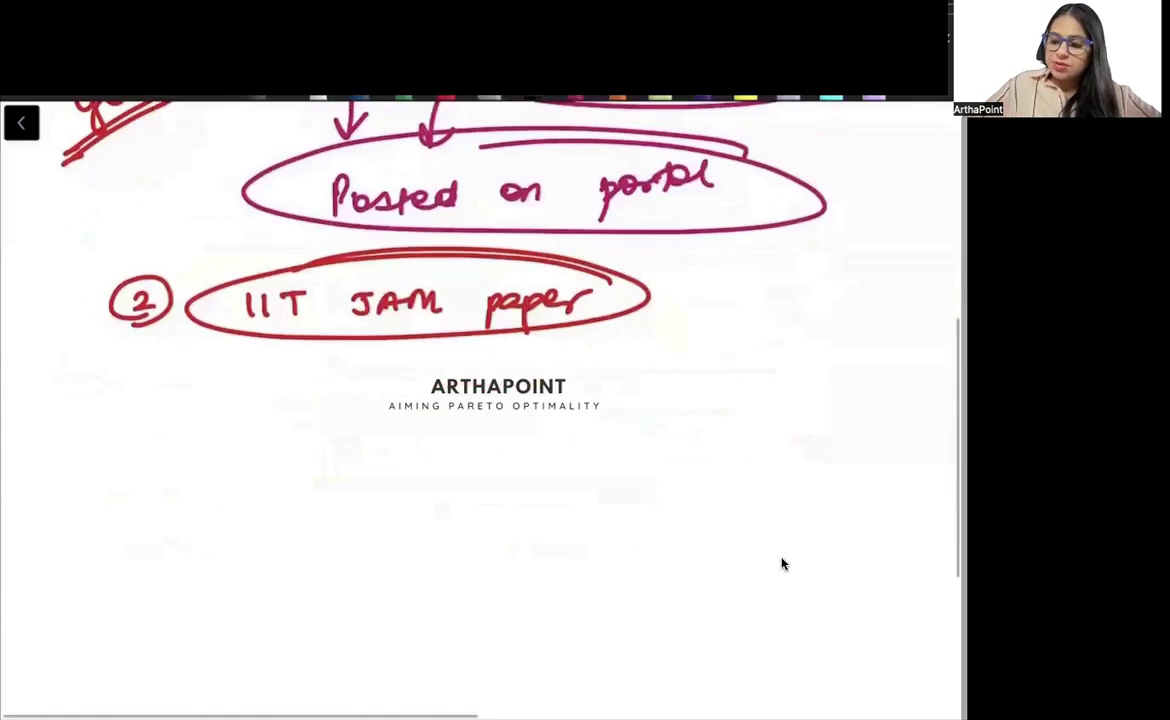 ArthaPoint
Posted on portal
2 IIT JAM paper
ARTHAPOINT
AIMING PARETO OPTIMALITY